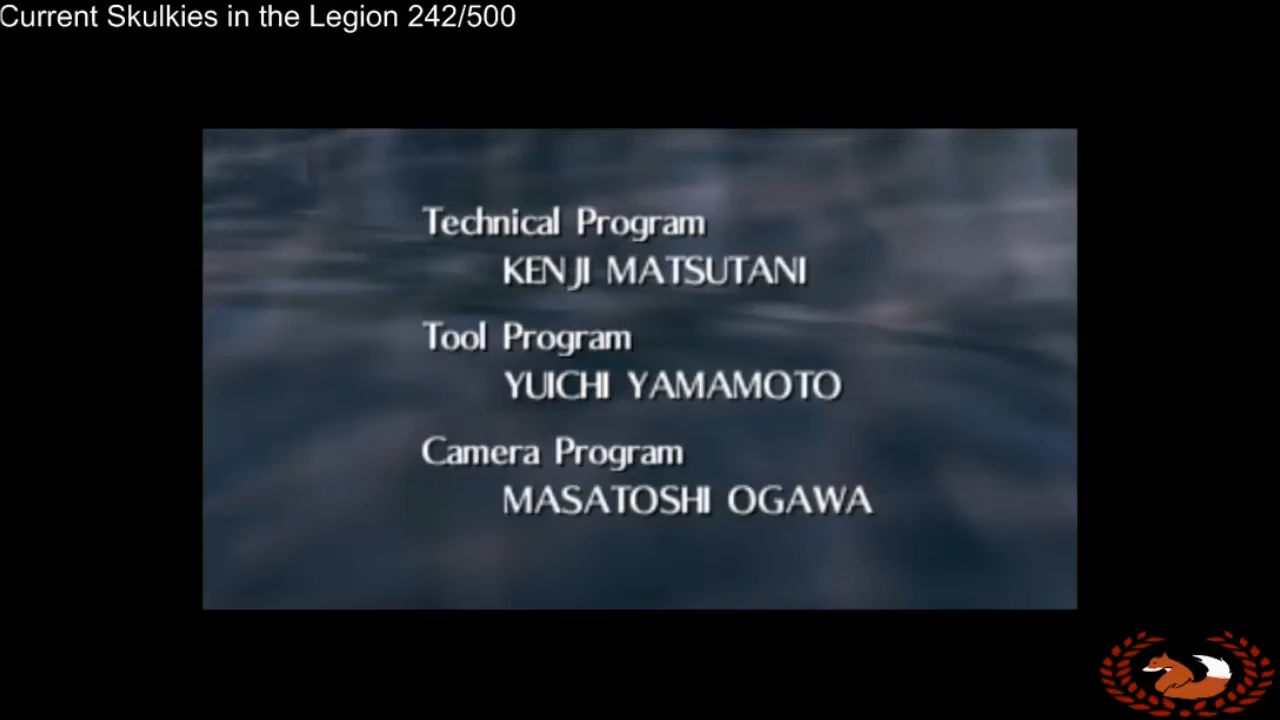 Current Skulkies in the Legion 242/500
Technical Program
KENJI MATSUTANI
Tool Program
YUICHI YAMAMOTO
Camera Program
MASATOSHI OGAWA